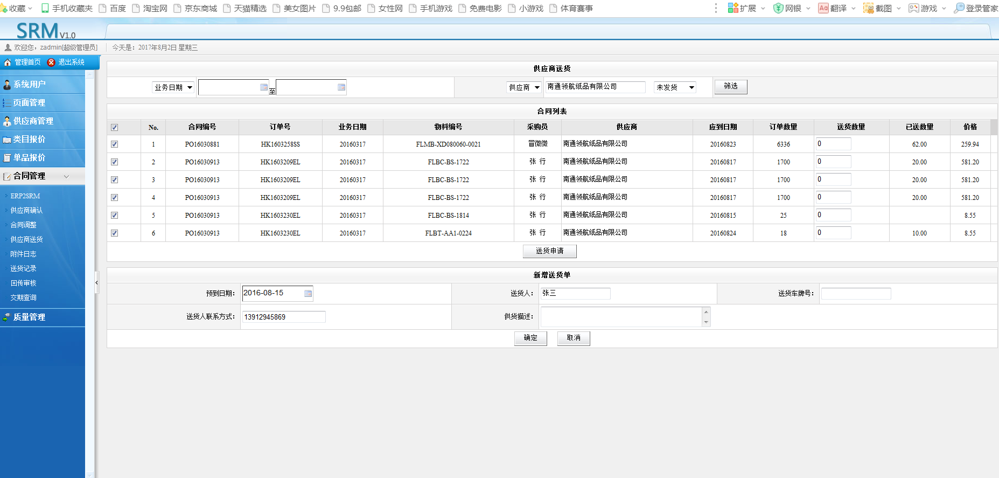 收藏 手机收藏夹 百度 淘宝网 京东商城 天猫精选 美女图片 9.9包邮 女性网 手机游戏 免费电影 小游戏 体育赛事 扩展 网银 翻译 截图 游戏 登录管家
SRM V1.0
欢迎您，zadmin[超级管理员] 今天是：2017年8月2日 星期三
管理首页 退出系统
系统用户
页面管理
供应商管理
类目报价
单品报价
合同管理
ERP2SRM
供应商确认
合同调整
供应商送货
附件日志
送货记录
回传审核
交期查询
质量管理
供应商送货
业务日期 至 供应商 南通领航纸品有限公司 未发货 筛选
合同列表
No. 合同编号 订单号 业务日期 物料编号 采购员 供应商 应到日期 订单数量 送货数量 已送数量 价格
1 PO16030881 HK1603258SS 20160317 FLMB-XD080060-0021 冒微微 南通领航纸品有限公司 20160823 6336 0 62.00 259.94
2 PO16030913 HK1603209EL 20160317 FLBC-BS-1722 张 行 南通领航纸品有限公司 20160817 1700 0 20.00 581.20
3 PO16030913 HK1603209EL 20160317 FLBC-BS-1722 张 行 南通领航纸品有限公司 20160817 1700 0 20.00 581.20
4 PO16030913 HK1603209EL 20160317 FLBC-BS-1722 张 行 南通领航纸品有限公司 20160817 1700 0 20.00 581.20
5 PO16030913 HK1603230EL 20160317 FLBC-BS-1814 张 行 南通领航纸品有限公司 20160815 25 0 8.55
6 PO16030913 HK1603230EL 20160317 FLBT-AA1-0224 张 行 南通领航纸品有限公司 20160824 18 0 10.00 8.55
送货申请
新增送货单
预到日期： 2016-08-15 送货人： 张三 送货车牌号：
送货人联系方式： 13912945869 供货描述：
确定 取消